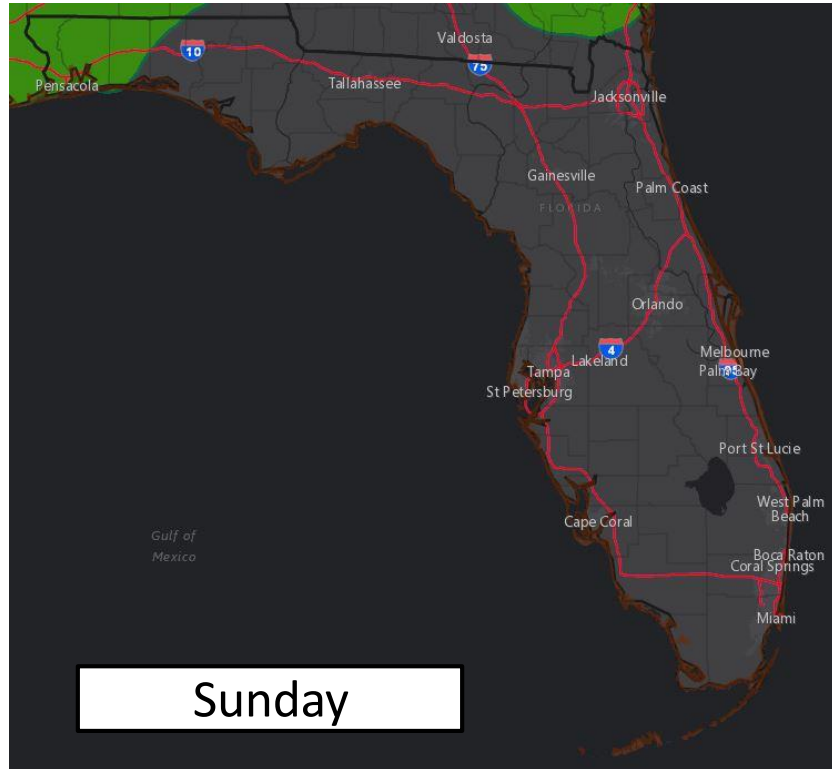 Valdosta
10
75
Pensacola
Tallahassee
Jacksonville
Gainesville
Palm Coast
FLORIDA
Orlando
4
Lakeland
Melbourne
Tampa
Palm Bay
95
St Petersburg
Port St Lucie
West Palm
Beach
Cape Coral
Gulf of
Mexico
Boca Raton
Coral Springs
Miami
Sunday